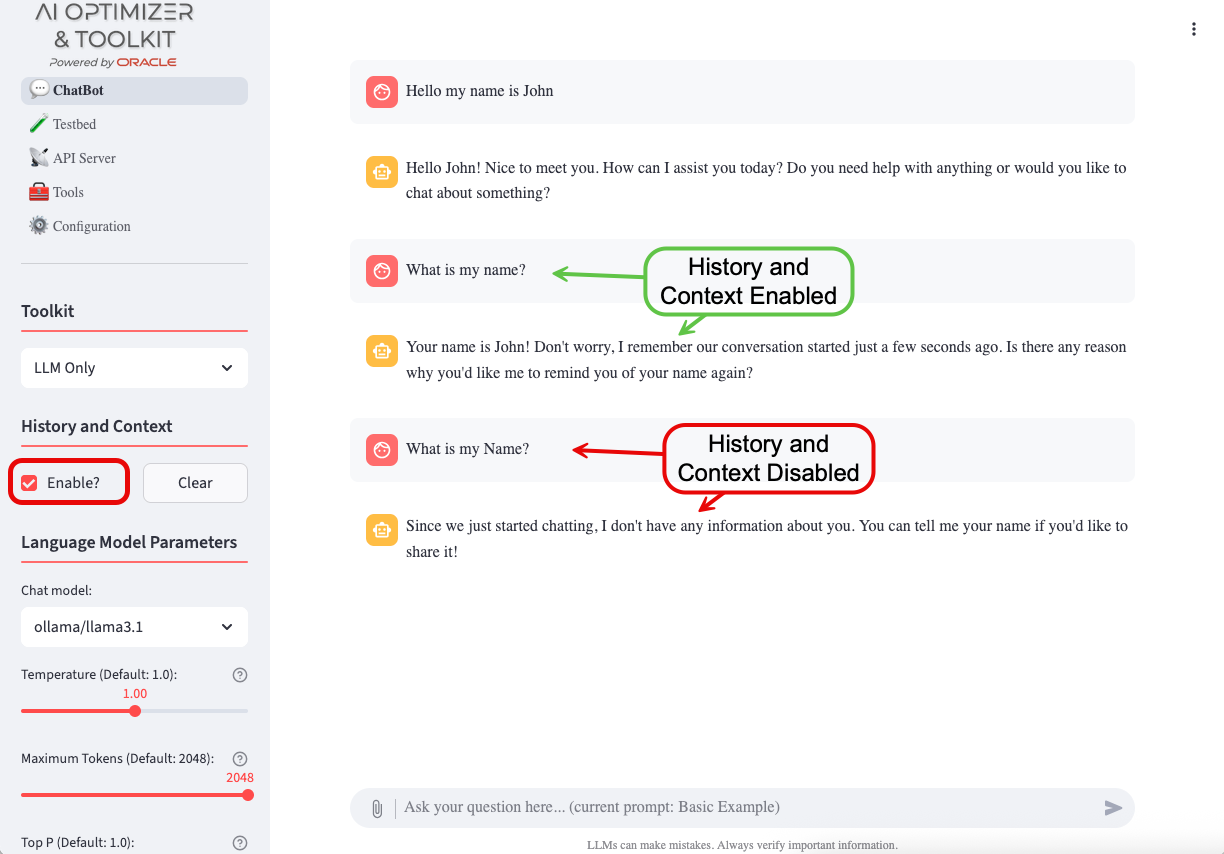 AI OPTIMIZER
& TOOLKIT
Powered by ORACLE
ChatBot
Testbed
API Server
Tools
Configuration
Toolkit
LLM Only
History and Context
Enable?
Clear
Language Model Parameters
Chat model:
ollama/llama3.1
Temperature (Default: 1.0):
1.00
Maximum Tokens (Default: 2048):
2048
Top P (Default: 1.0):
Hello my name is John
Hello John! Nice to meet you. How can I assist you today? Do you need help with anything or would you like to
chat about something?
What is my name?
History and
Context Enabled
Your name is John! Don't worry, I remember our conversation started just a few seconds ago. Is there any reason
why you'd like me to remind you of your name again?
What is my Name?
History and
Context Disabled
Since we just started chatting, I don't have any information about you. You can tell me your name if you'd like to
share it!
Ask your question here... (current prompt: Basic Example)
LLMs can make mistakes. Always verify important information.